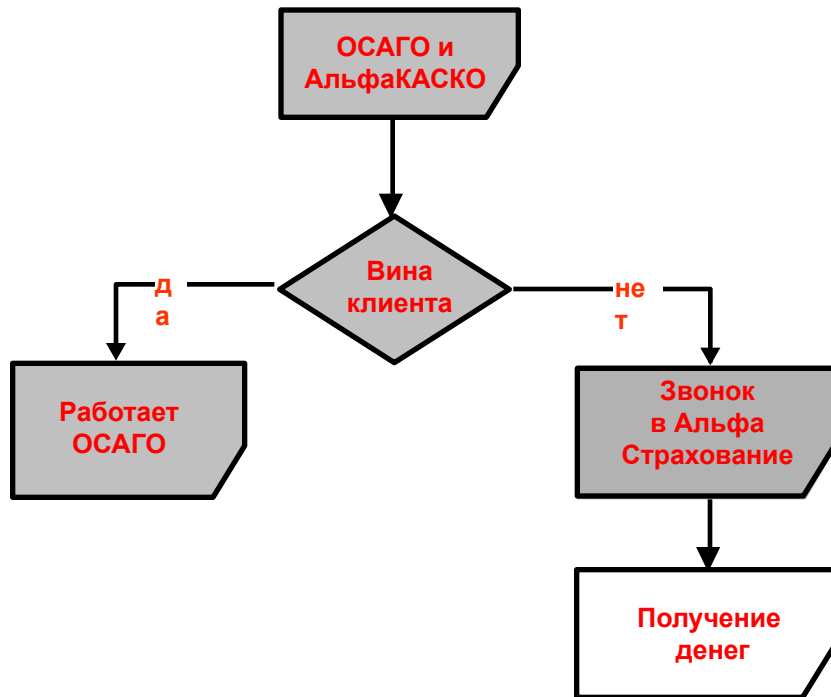 ОСАГО и
АльфаКАСКО
Вина
клиента
д
а
не
т
Работает
ОСАГО
Звонок
в Альфа
Страхование
Получение
денег